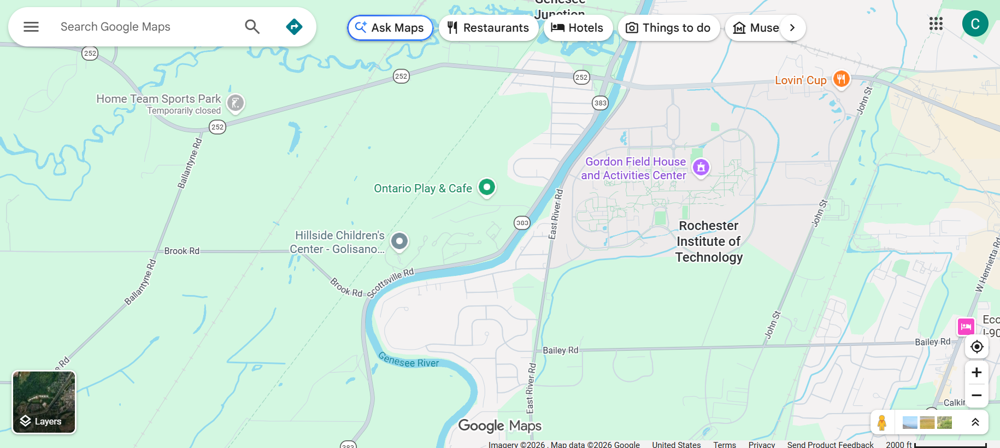 Search Google Maps
Ask Maps
Restaurants
Hotels
Things to do
Muse
C
Genesee
Junction
252
252
252
383
Lovin' Cup
John St
Home Team Sports Park
Temporarily closed
252
Ballantyne Rd
Gordon Field House
and Activities Center
Ontario Play & Cafe
East River Rd
John St
383
Rochester
Institute of
Technology
Hillside Children's
Center - Golisano...
Brook Rd
W Henrietta Rd
Ballantyne Rd
Scottsville Rd
Brook Rd
John St
Eco
I-90
Bailey Rd
Bailey Rd
Genesee River
e Rd
East River Rd
Calkin
Layers
Google Maps
383
Imagery ©2026 , Map data ©2026 Google
United States
Terms
Privacy
Send Product Feedback
2000 ft